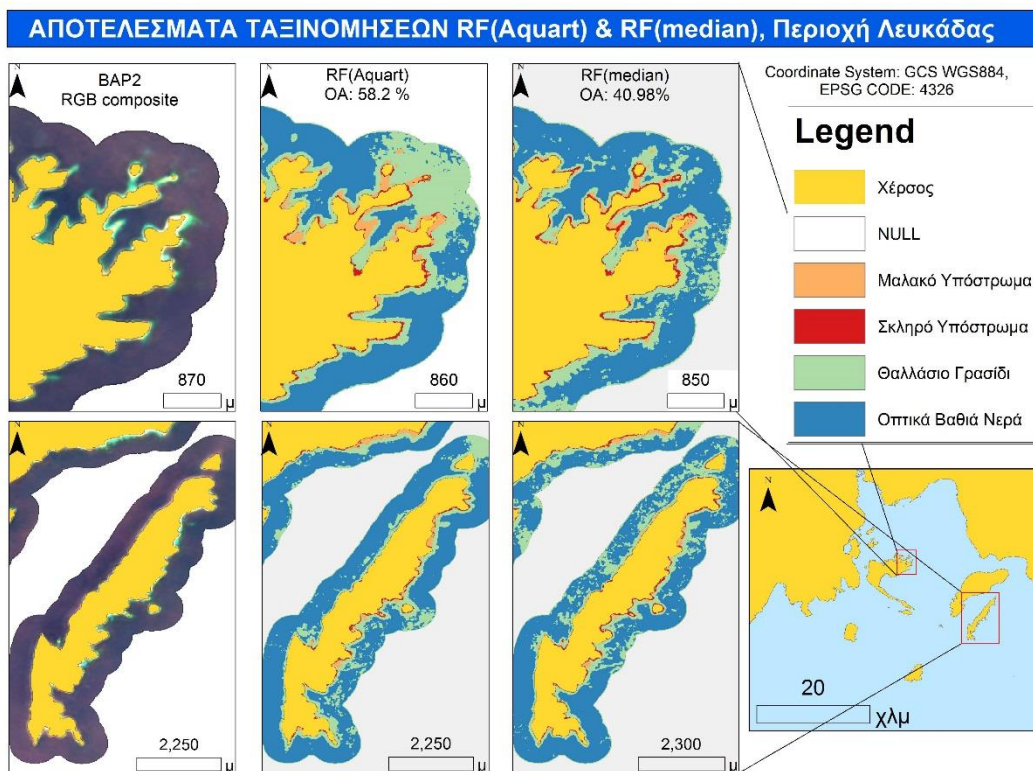 ΑΠΟΤΕΛΕΣΜΑΤΑ ΤΑΞΙΝΟΜΗΣΕΩΝ RF(Aquart) & RF(median), Περιοχή Λευκάδας
N
BAP2
RGB composite
870
μ
N
RF(Aquart)
OA: 58.2 %
860
μ
N
RF(median)
OA: 40.98%
850
μ
Coordinate System: GCS WGS884,
EPSG CODE: 4326
Legend
Χέρσος
NULL
Μαλακό Υπόστρωμα
Σκληρό Υπόστρωμα
Θαλλάσιο Γρασίδι
Οπτικά Βαθιά Νερά
N
2,250
μ
N
2,250
μ
N
2,300
μ
N
20
χλμ